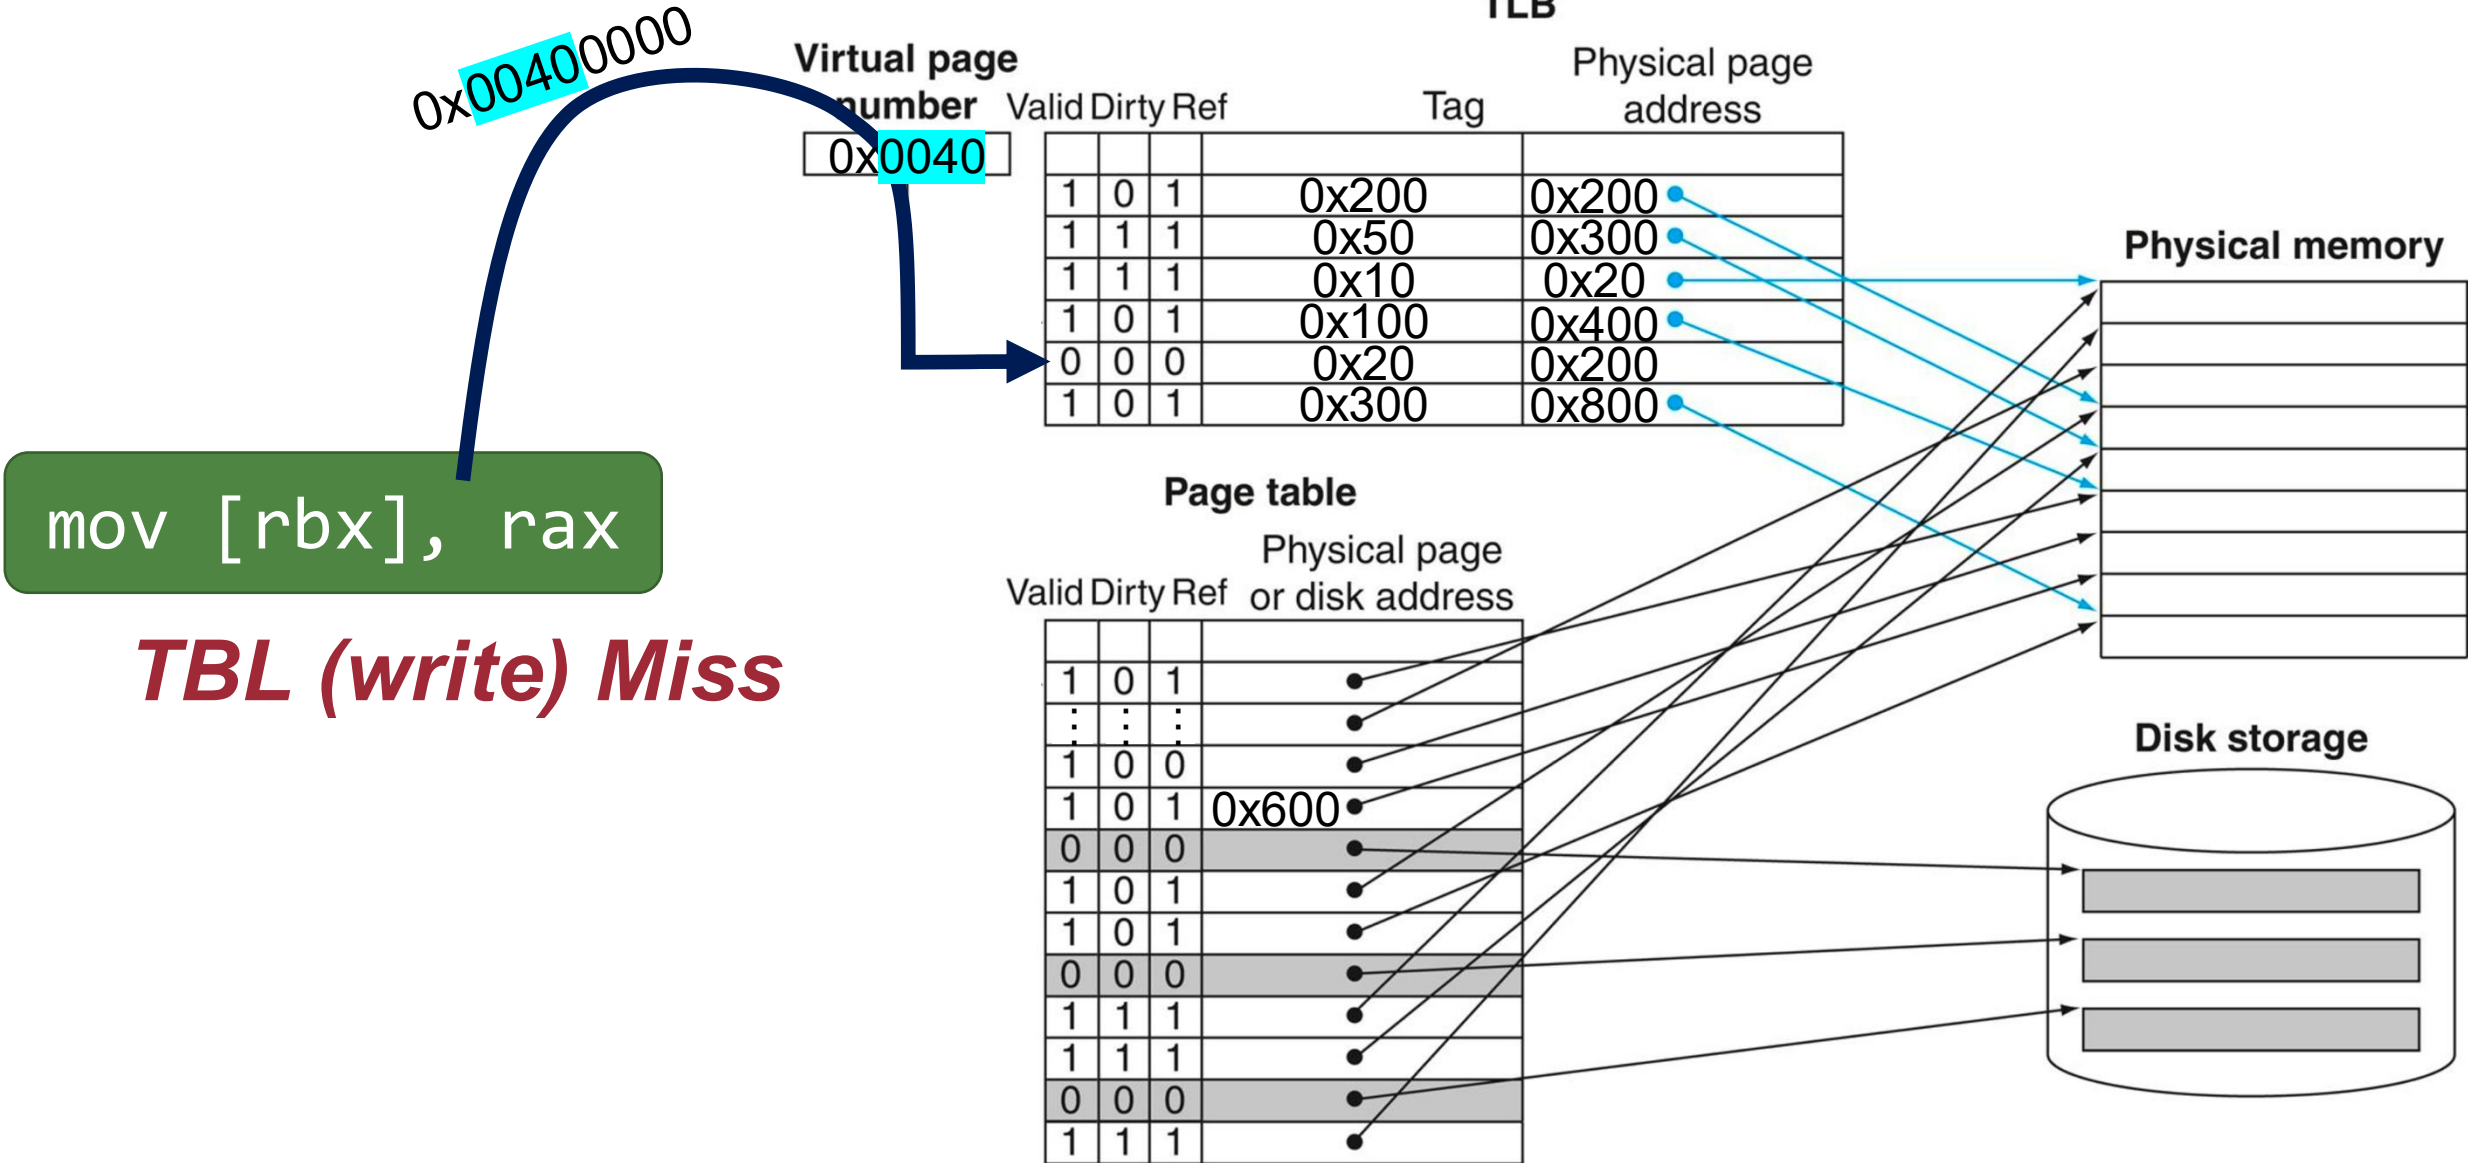 TLB
0x00400000
Virtual page
number
0x0040
Physical page
address
Valid Dirty Ref Tag
1 0 1 0x200 0x200
1 1 1 0x50 0x300
1 1 1 0x10 0x20
1 0 1 0x100 0x400
0 0 0 0x20 0x200
1 0 1 0x300 0x800
Physical memory
mov [rbx], rax
TBL (write) Miss
Page table
Physical page
or disk address
Valid Dirty Ref
1 0 1
⋮ ⋮ ⋮
1 0 0
1 0 1 0x600
0 0 0
1 0 1
1 0 1
0 0 0
1 1 1
1 1 1
0 0 0
1 1 1
Disk storage